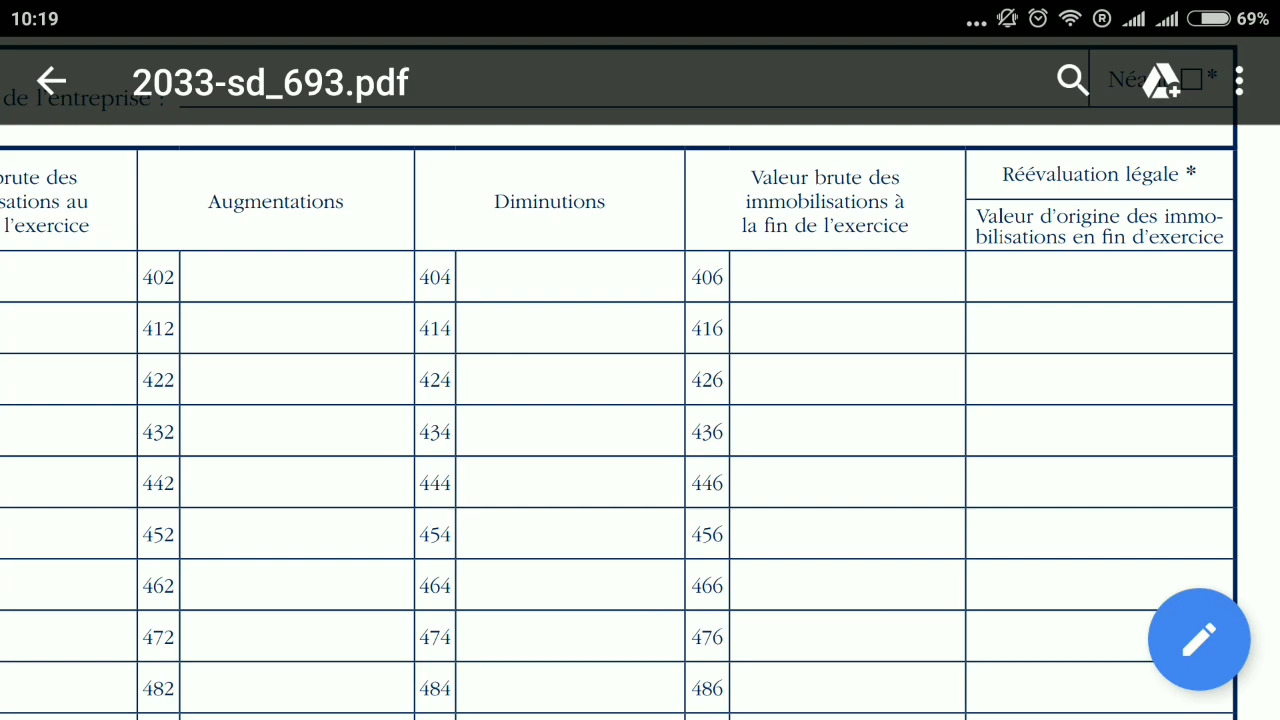 10:19
69%
2033-sd_693.pdf
de l'entreprise :
*
brute des
sations au
l'exercice
Augmentations
Diminutions
Valeur brute des
immobilisations à
la fin de l'exercice
Réévaluation légale *
Valeur d'origine des immo-
bilisations en fin d'exercice
402 404 406
412 414 416
422 424 426
432 434 436
442 444 446
452 454 456
462 464 466
472 474 476
482 484 486